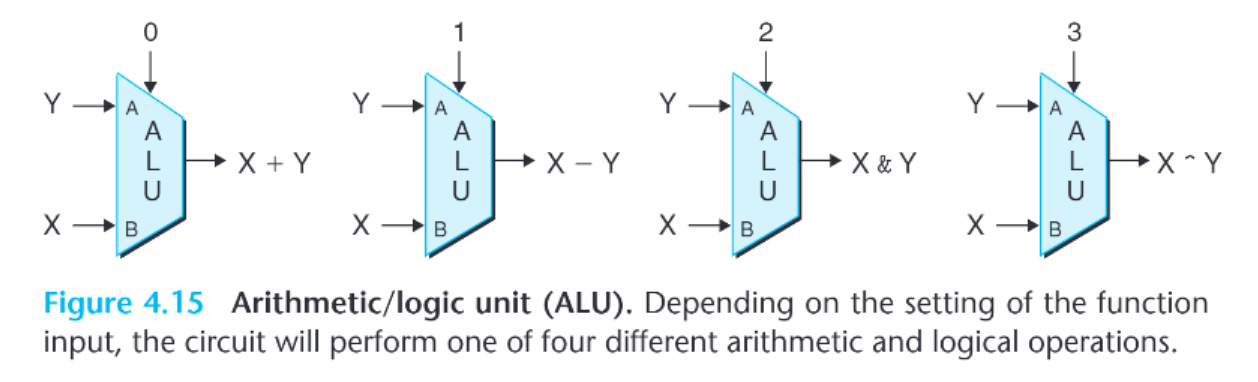 0 1 2 3
Y A Y A Y A Y A
A L U A L U A L U A L U
X + Y X − Y X & Y X ^ Y
X B X B X B X B
Figure 4.15 Arithmetic/logic unit (ALU). Depending on the setting of the function
input, the circuit will perform one of four different arithmetic and logical operations.